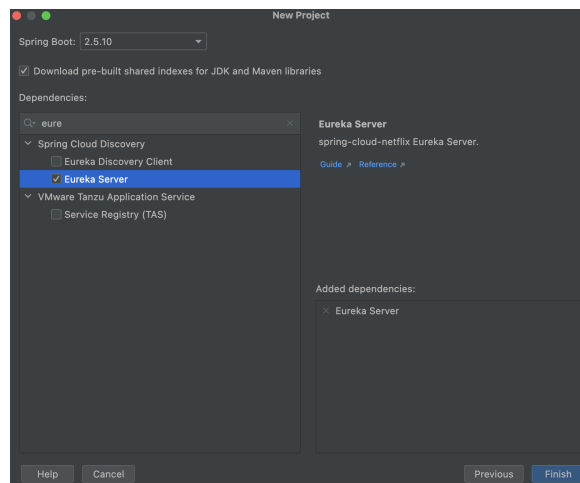 New Project
Spring Boot: 2.5.10
Download pre-built shared indexes for JDK and Maven libraries
Dependencies:
eure
Spring Cloud Discovery
Eureka Discovery Client
Eureka Server
VMware Tanzu Application Service
Service Registry (TAS)
Eureka Server
spring-cloud-netflix Eureka Server.
Guide Reference
Added dependencies:
Eureka Server
Help Cancel Previous Finish